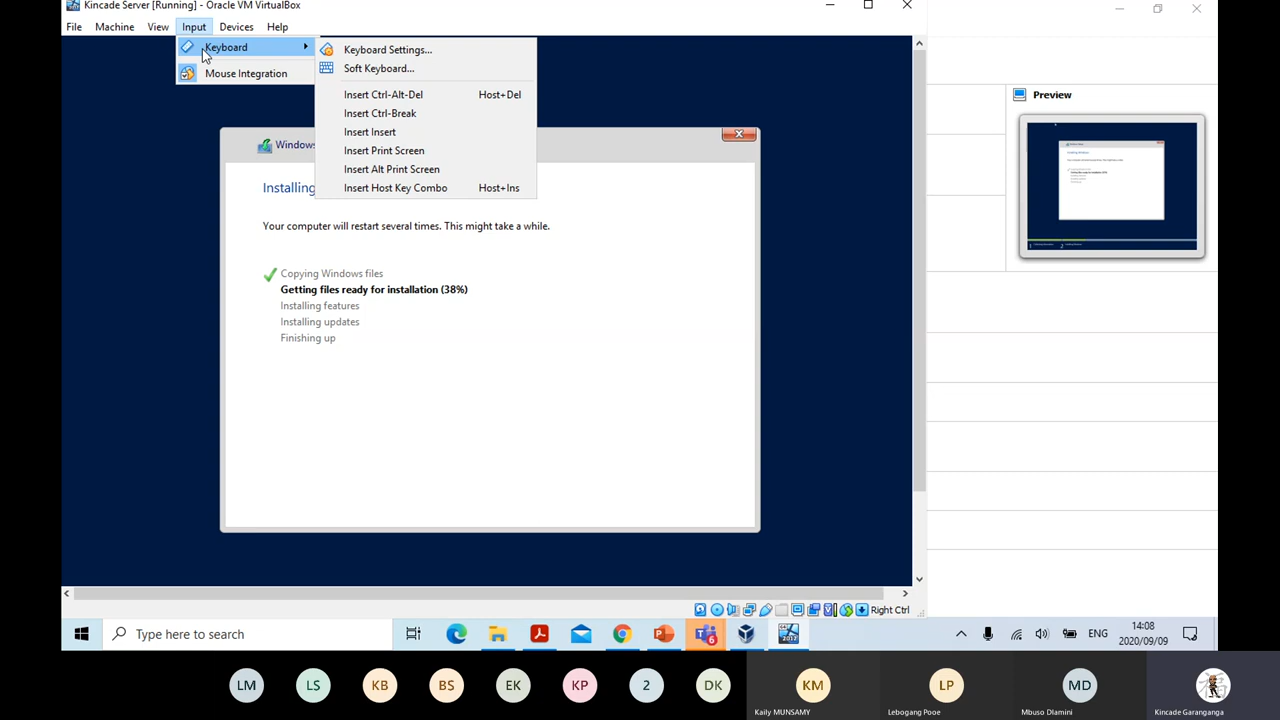 Kincade Server [Running] - Oracle VM VirtualBox
File Machine View Input Devices Help
Keyboard
Mouse Integration
Keyboard Settings...
Soft Keyboard...
Insert Ctrl-Alt-Del Host+Del
Insert Ctrl-Break
Insert Insert
Insert Print Screen
Insert Alt Print Screen
Insert Host Key Combo Host+Ins
Preview
Windows
Installing
Your computer will restart several times. This might take a while.
Copying Windows files
Getting files ready for installation (38%)
Installing features
Installing updates
Finishing up
Right Ctrl
Type here to search
ENG
14:08
2020/09/09
LM LS KB BS EK KP 2 DK KM LP MD
Kaily MUNSAMY Lebogang Pooe Mbuso Dlamini Kincade Garanganga